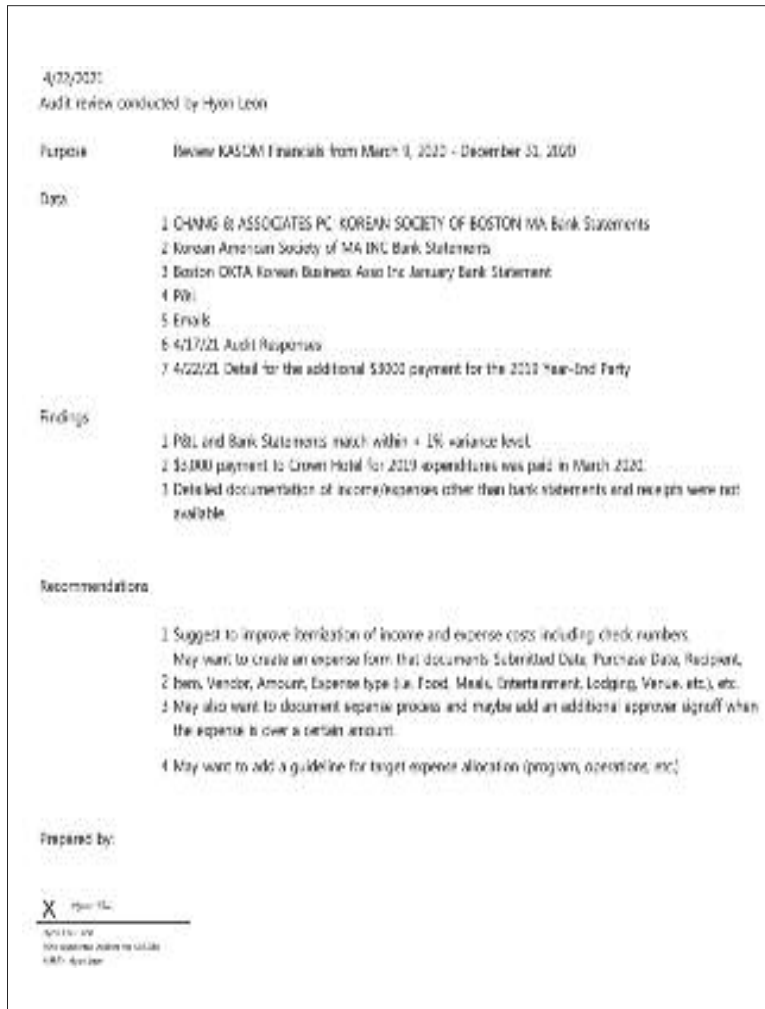 4/22/2021
Audit review conducted by Hyon Leon
Purpose Review KASOM Financials from March 9, 2020 - December 31, 2020
Data
1 CHANG & ASSOCIATES PC, KOREAN SOCIETY OF BOSTON MA Bank Statements
2 Korean American Society of MA INC Bank Statements
3 Boston OKTA Korean Business Asso Inc January Bank Statement
4 P&L
5 Emails
6 4/17/21 Audit Responses
7 4/22/21 Detail for the additional $3000 payment for the 2019 Year-End Party
Findings
1 P&L and Bank Statements match within + 1% variance level.
2 $3,000 payment to Crown Hotel for 2019 expenditures was paid in March 2020.
3 Detailed documentation of income/expenses other than bank statements and receipts were not
available.
Recommendations
1 Suggest to improve itemization of income and expense costs including check numbers.
May want to create an expense form that documents Submitted Date, Purchase Date, Recipient,
2 Item, Vendor, Amount, Expense type (i.e. Food, Meals, Entertainment, Lodging, Venue, etc.), etc.
3 May also want to document expense process and maybe add an additional approver signoff when
the expense is over a certain amount.
4 May want to add a guideline for target expense allocation (program, operations, etc)
Prepared by:
X Hyon
Hyon Leon